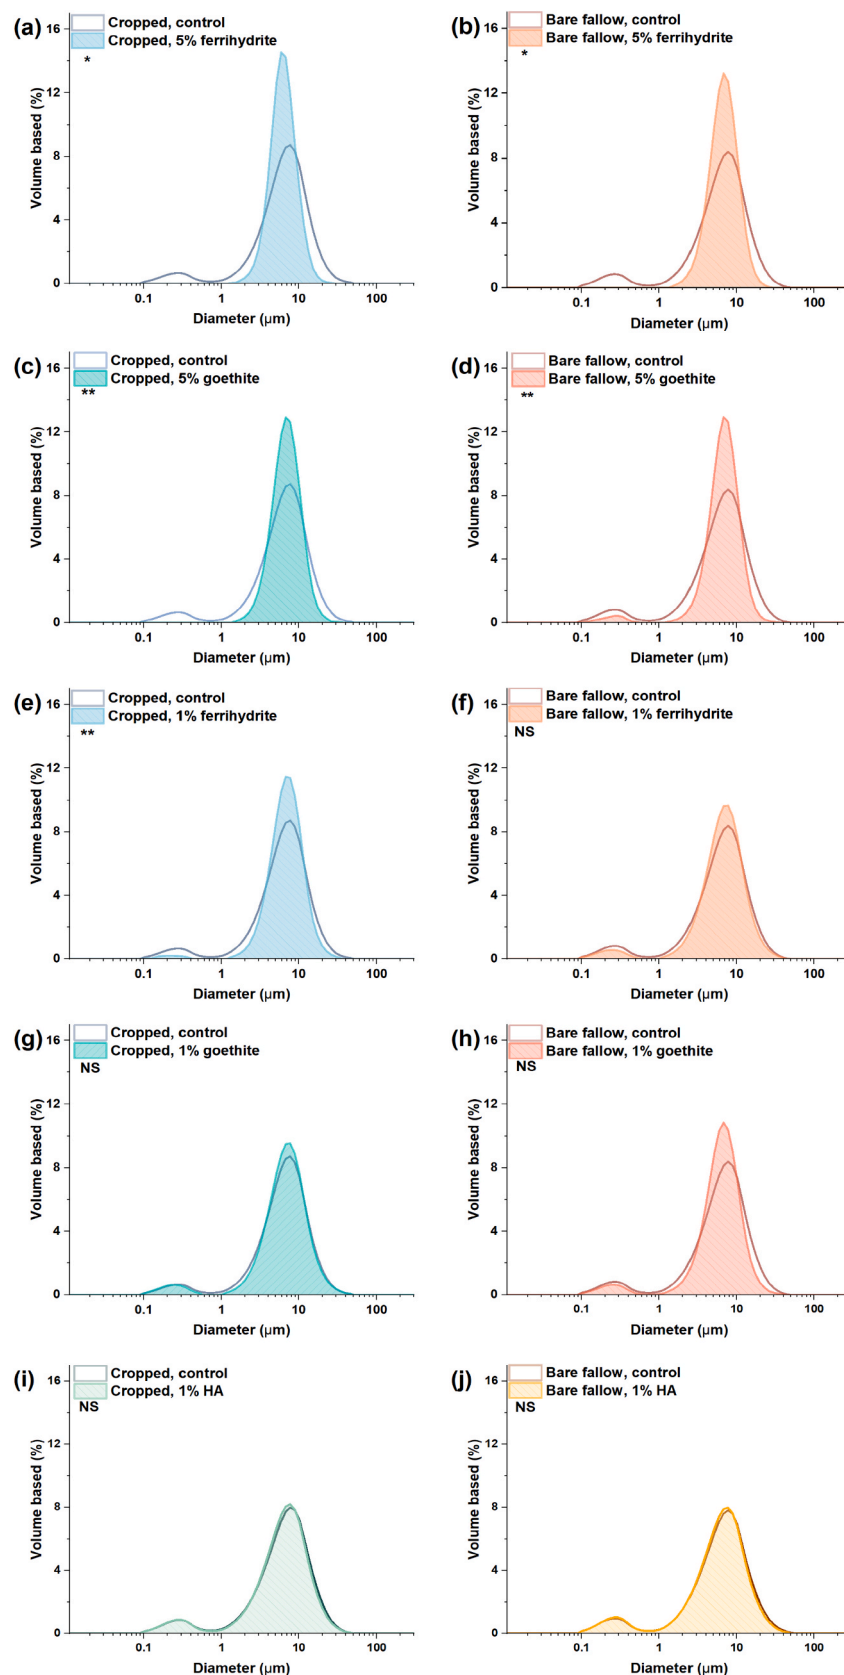 (a)
Cropped, control
Cropped, 5% ferrihydrite
*
Volume based (%)
16
12
8
4
0
0.1 1 10 100
Diameter (µm)
(b)
Bare fallow, control
Bare fallow, 5% ferrihydrite
*
Volume based (%)
16
12
8
4
0
0.1 1 10 100
Diameter (µm)
(c)
Cropped, control
Cropped, 5% goethite
**
Volume based (%)
16
12
8
4
0
0.1 1 10 100
Diameter (µm)
(d)
Bare fallow, control
Bare fallow, 5% goethite
**
Volume based (%)
16
12
8
4
0
0.1 1 10 100
Diameter (µm)
(e)
Cropped, control
Cropped, 1% ferrihydrite
**
Volume based (%)
16
12
8
4
0
0.1 1 10 100
Diameter (µm)
(f)
Bare fallow, control
Bare fallow, 1% ferrihydrite
NS
Volume based (%)
16
12
8
4
0
0.1 1 10 100
Diameter (µm)
(g)
Cropped, control
Cropped, 1% goethite
NS
Volume based (%)
16
12
8
4
0
0.1 1 10 100
Diameter (µm)
(h)
Bare fallow, control
Bare fallow, 1% goethite
NS
Volume based (%)
16
12
8
4
0
0.1 1 10 100
Diameter (µm)
(i)
Cropped, control
Cropped, 1% HA
NS
Volume based (%)
16
12
8
4
0
0.1 1 10 100
Diameter (µm)
(j)
Bare fallow, control
Bare fallow, 1% HA
NS
Volume based (%)
16
12
8
4
0
0.1 1 10 100
Diameter (µm)